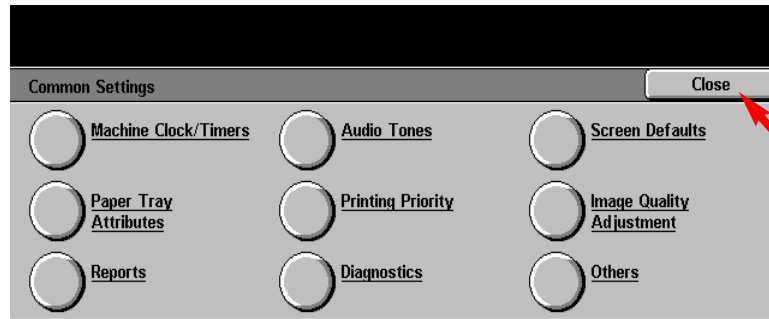 Common Settings
Close
Machine Clock/Timers
Audio Tones
Screen Defaults
Paper Tray
Attributes
Printing Priority
Image Quality
Adjustment
Reports
Diagnostics
Others